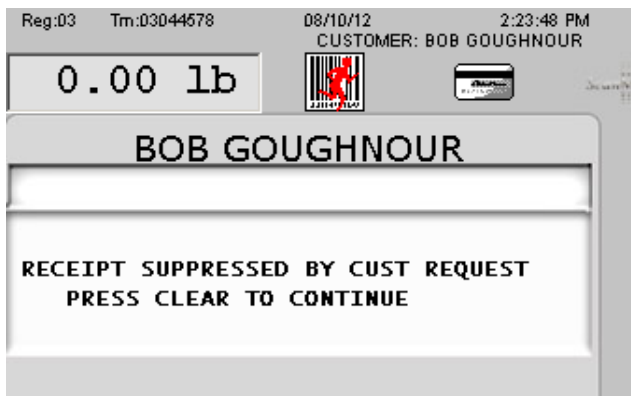 Reg:03 Tm:03044578 08/10/12 2:23:48 PM
CUSTOMER: BOB GOUGHNOUR
0.00 lb
BOB GOUGHNOUR
RECEIPT SUPPRESSED BY CUST REQUEST
PRESS CLEAR TO CONTINUE